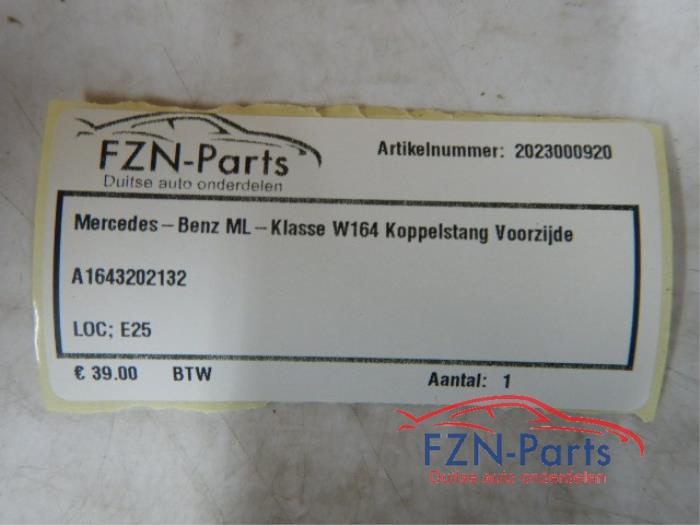 FZN-Parts
Duitse auto onderdelen
Artikelnummer: 2023000920
Mercedes-Benz ML-Klasse W164 Koppelstang Voorzijde
A1643202132
LOC; E25
€ 39.00 BTW Aantal: 1
FZN-Parts
Duitse auto onderdelen